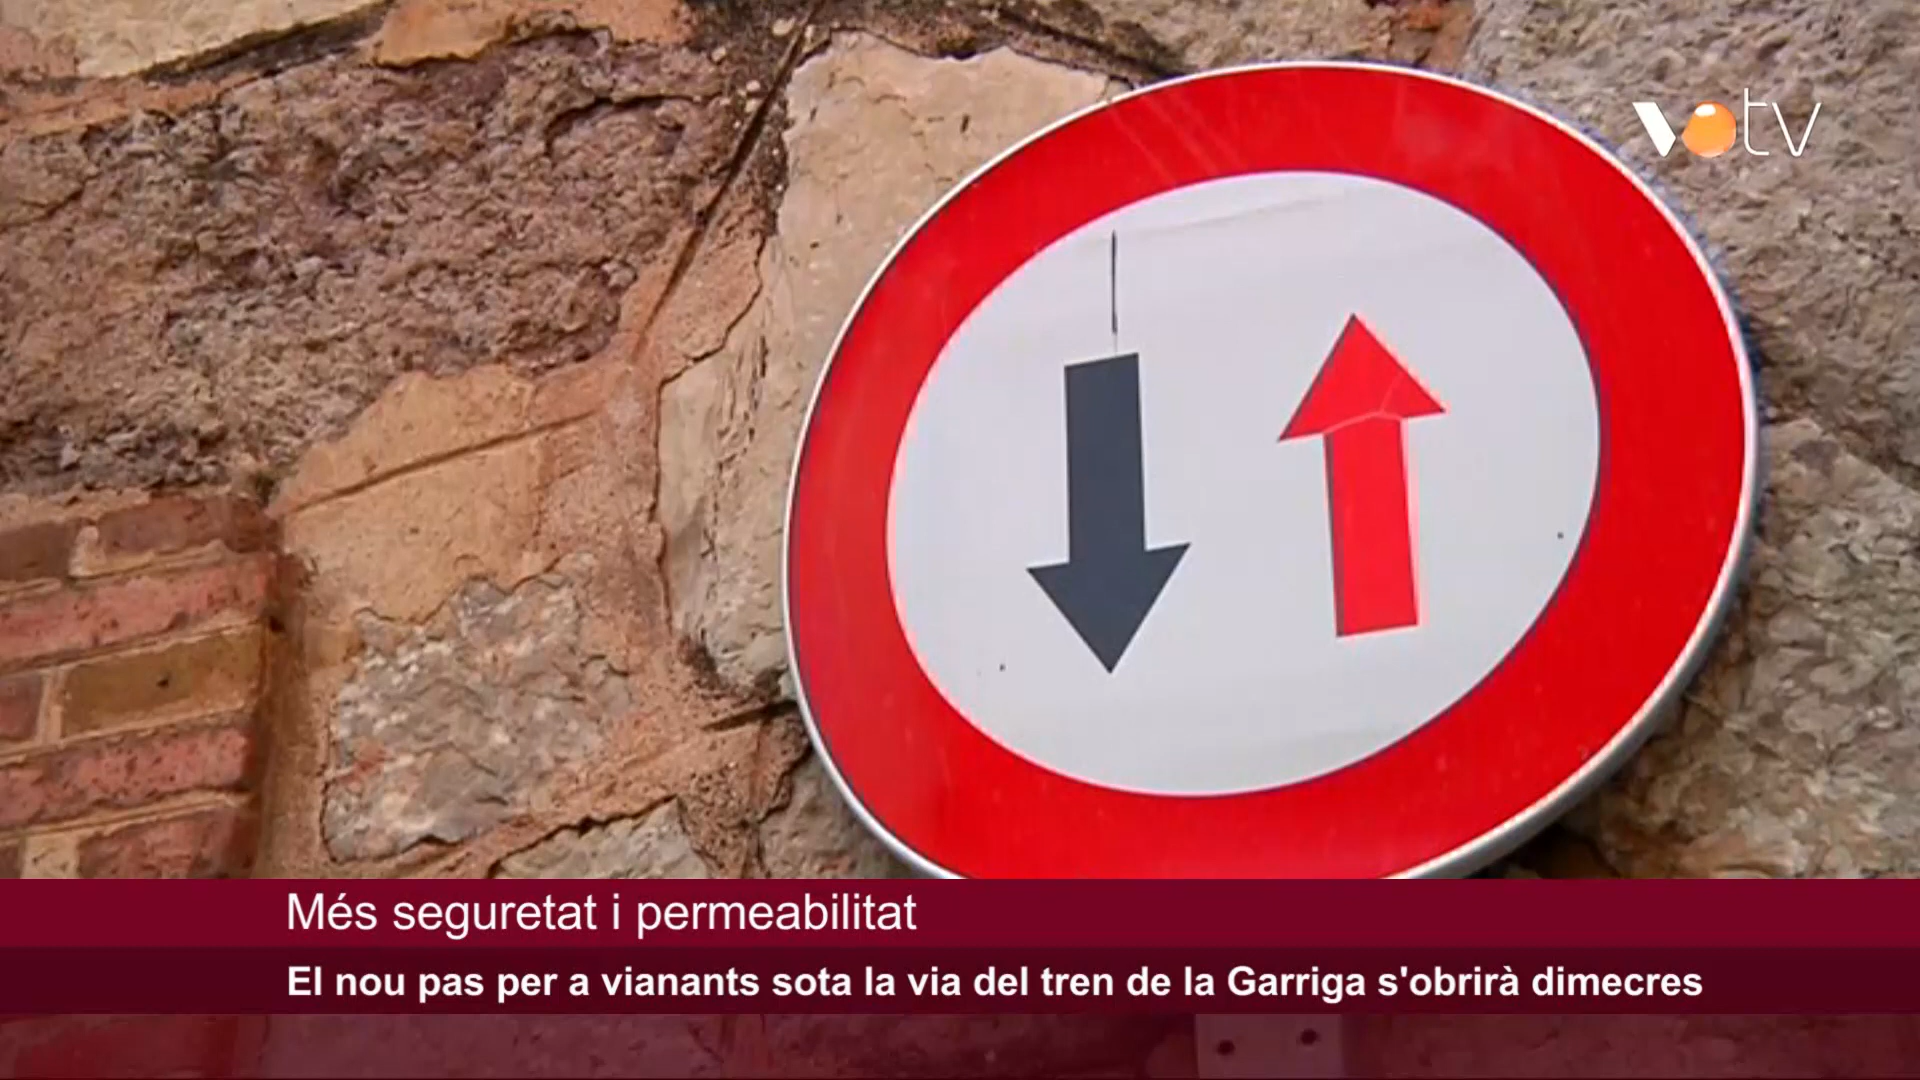 votv
Més seguretat i permeabilitat
El nou pas per a vianants sota la via del tren de la Garriga s'obrirà dimecres